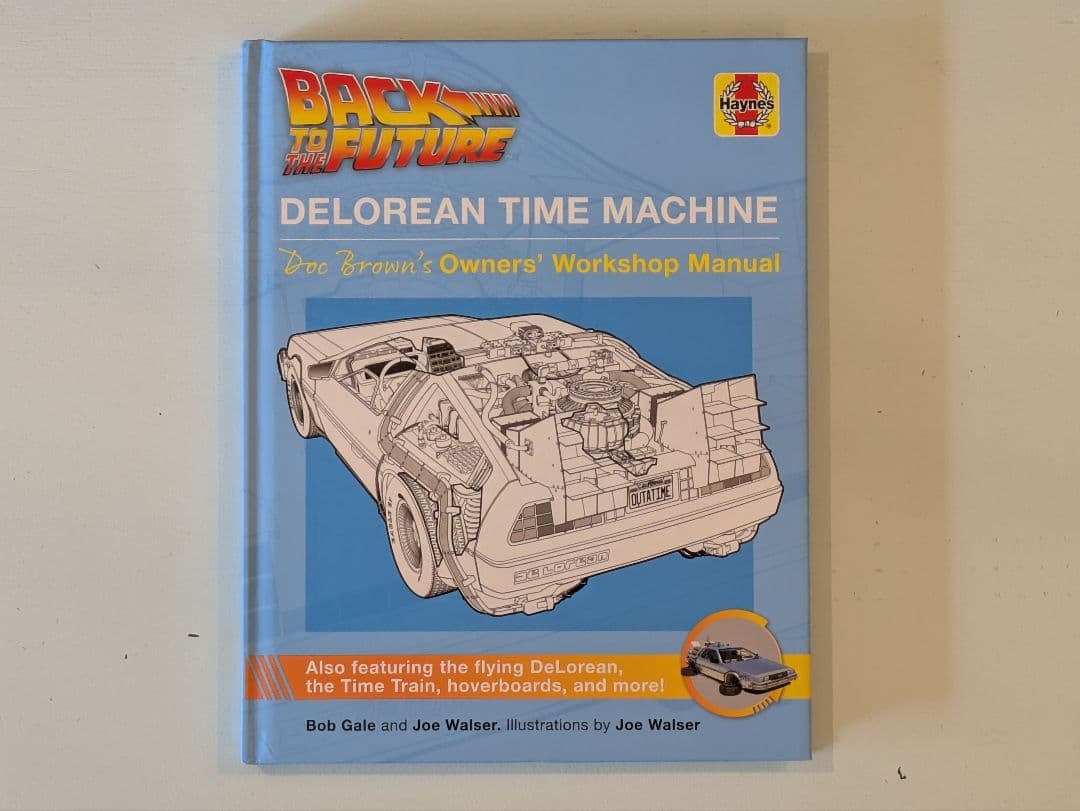 BACK
TO THE FUTURE
Haynes
DELOREAN TIME MACHINE
Doc Brown's Owners' Workshop Manual
OUTATIME
DELOREAN
Also featuring the flying DeLorean,
the Time Train, hoverboards, and more!
Bob Gale and Joe Walser. Illustrations by Joe Walser